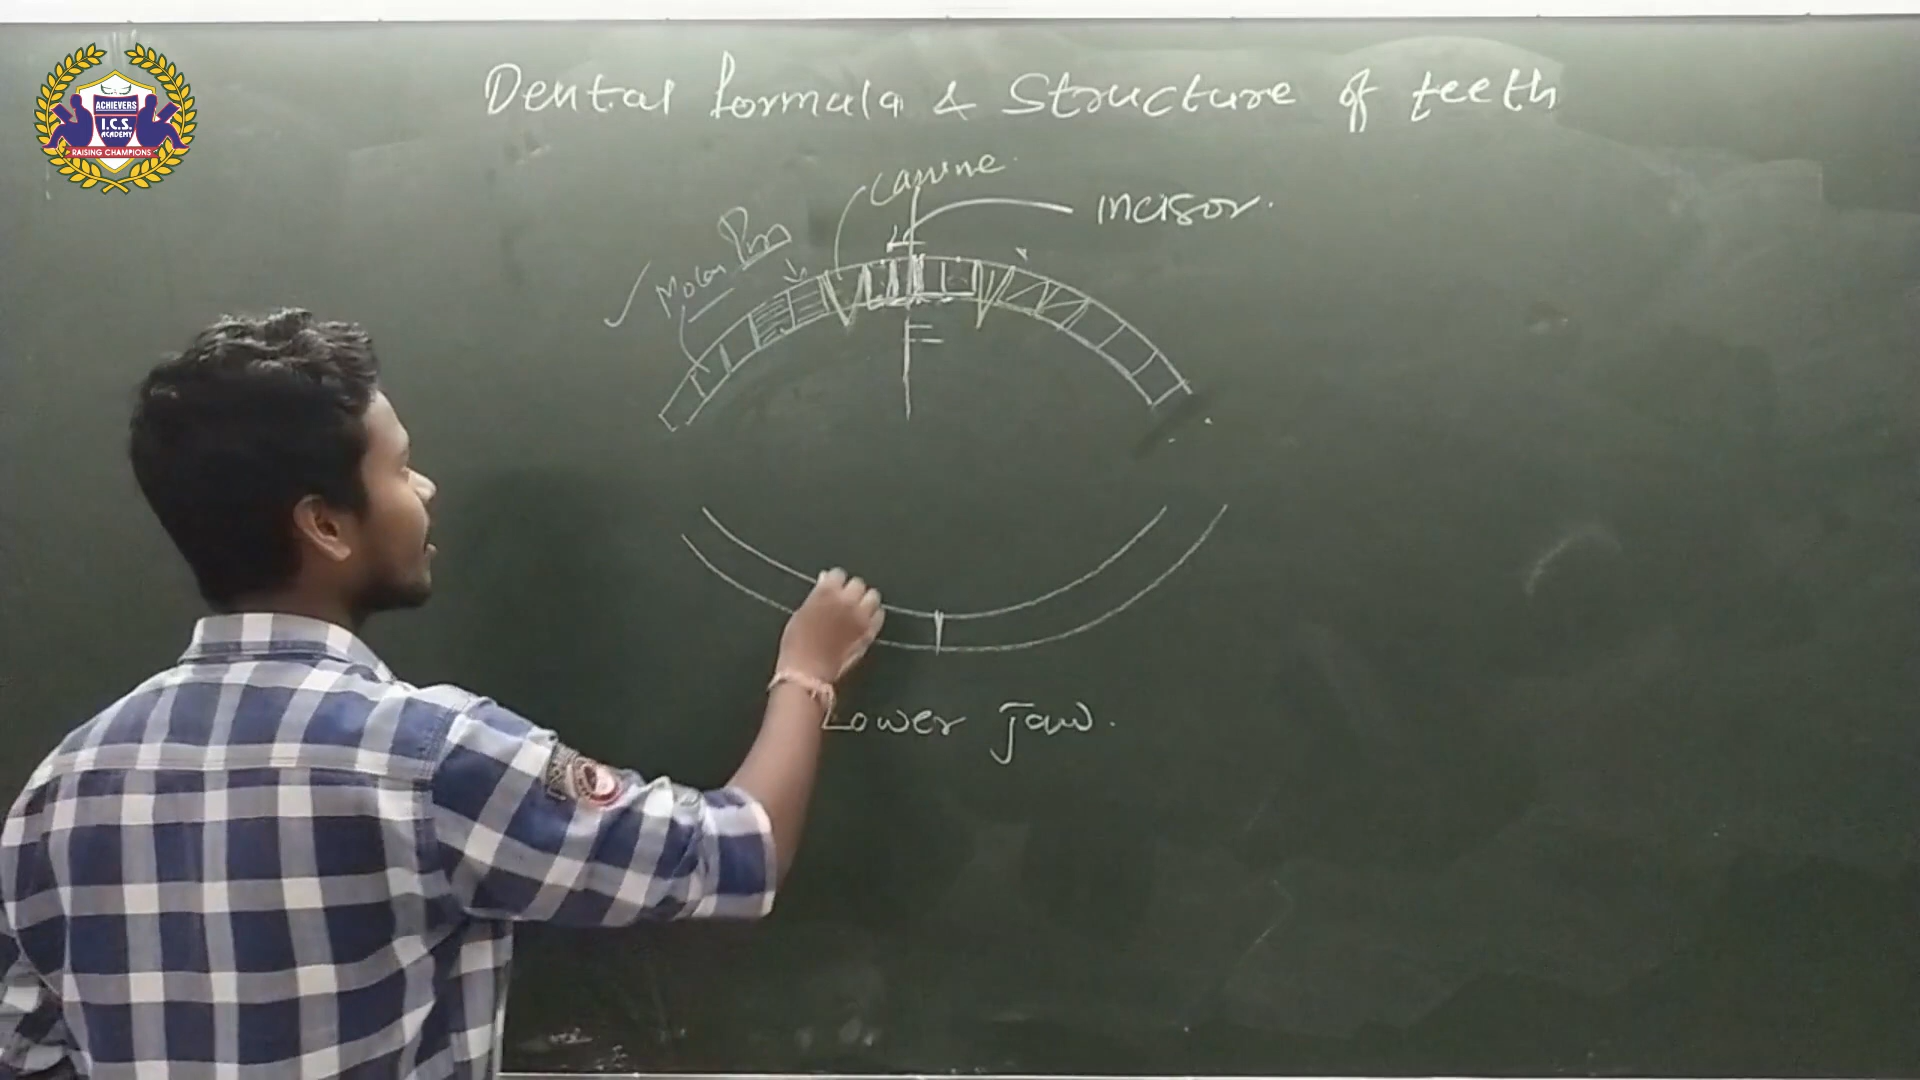 ACHIEVERS
I.C.S.
ACADEMY
RAISING CHAMPIONS
Dental formula & Structure of teeth
Canine
incisor.
Molar Pm
Lower Jaw.